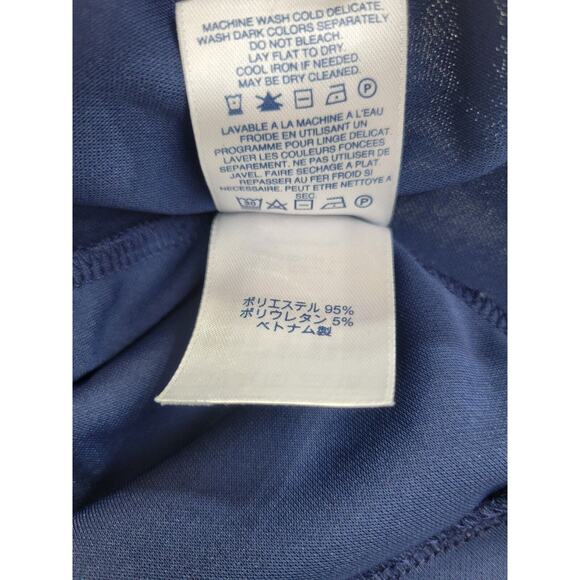 MACHINE WASH COLD DELICATE.
WASH DARK COLORS SEPARATELY
DO NOT BLEACH.
LAY FLAT TO DRY.
COOL IRON IF NEEDED.
MAY BE DRY CLEANED.
P
LAVABLE A LA MACHINE A L'EAU
FROIDE EN UTILISANT UN
PROGRAMME POUR LINGE DELICAT.
LAVER LES COULEURS FONCEES
SEPAREMENT. NE PAS UTILISER DE
JAVEL. FAIRE SECHAGE A PLAT.
REPASSER AU FER FROID SI
NECESSAIRE. PEUT ETRE NETTOYE A
SEC.
30 P
ポリエステル 95%
ポリウレタン 5%
ベトナム製